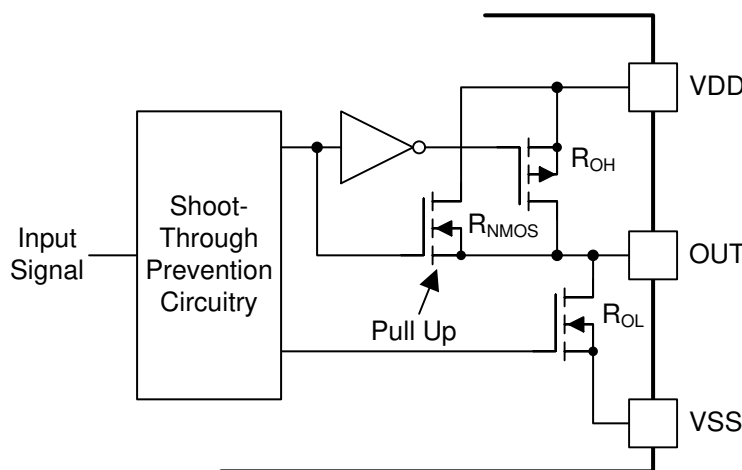 VDD
R_OH
Shoot-
Through
Prevention
Circuitry
R_NMOS
Input
Signal
OUT
Pull Up
R_OL
VSS